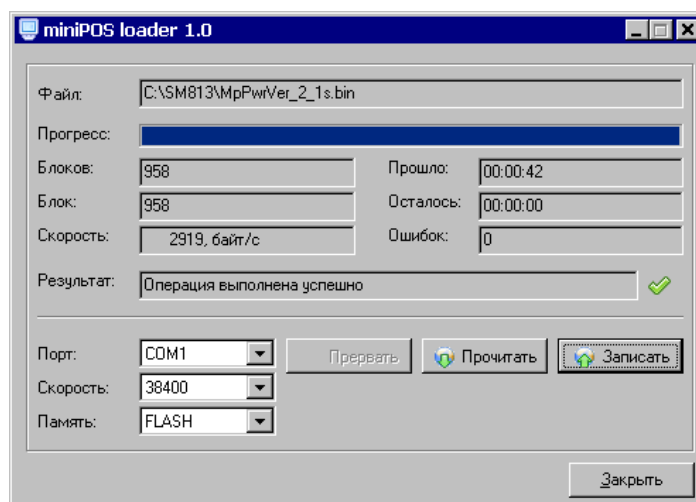 miniPOS loader 1.0
Файл: C:\SM813\MpPwrVer_2_1s.bin
Прогресс:
Блоков: 958 Прошло: 00:00:42
Блок: 958 Осталось: 00:00:00
Скорость: 2919, байт/с Ошибок: 0
Результат: Операция выполнена успешно
Порт: COM1 Прервать Прочитать Записать
Скорость: 38400
Память: FLASH
Закрыть